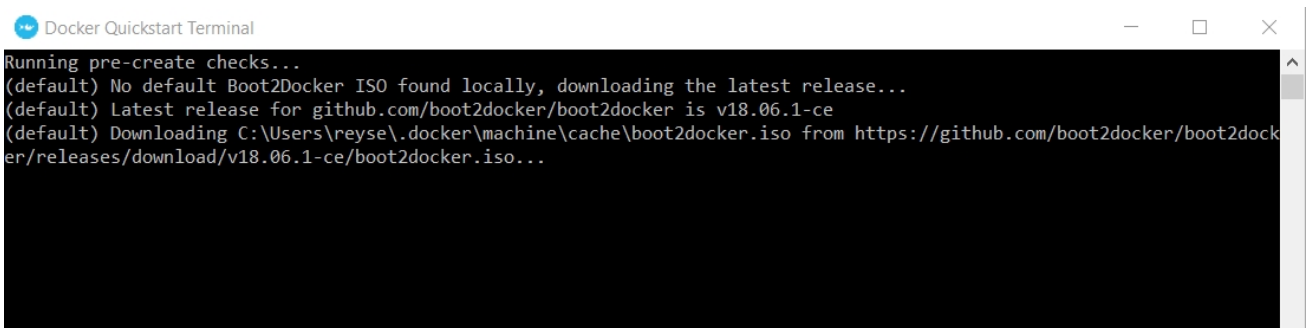 Docker Quickstart Terminal
Running pre-create checks...
(default) No default Boot2Docker ISO found locally, downloading the latest release...
(default) Latest release for github.com/boot2docker/boot2docker is v18.06.1-ce
(default) Downloading C:\Users\reyse\.docker\machine\cache\boot2docker.iso from https://github.com/boot2docker/boot2dock
er/releases/download/v18.06.1-ce/boot2docker.iso...